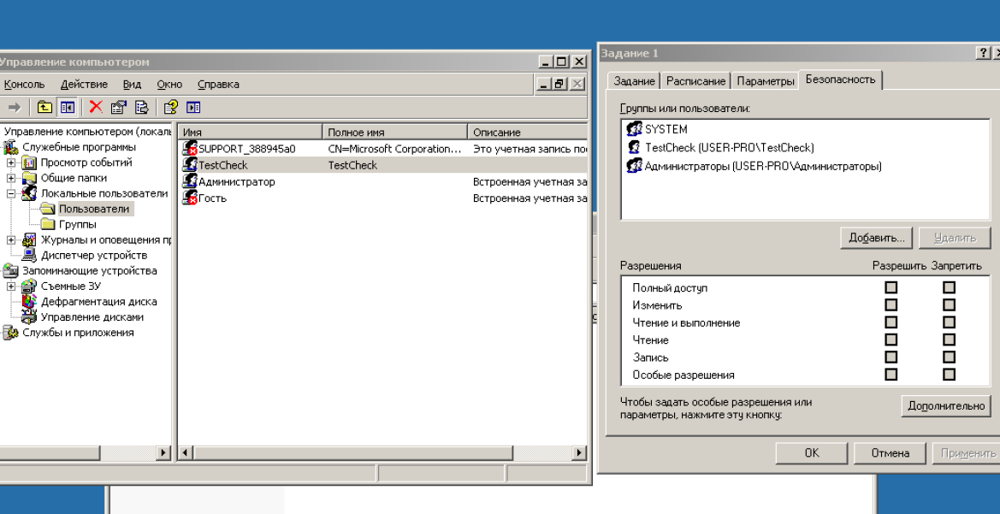 Управление компьютером
Консоль Действие Вид Окно Справка
Управление компьютером (локаль
Служебные программы
Просмотр событий
Общие папки
Локальные пользователи
Пользователи
Группы
Журналы и оповещения пр
Диспетчер устройств
Запоминающие устройства
Съемные ЗУ
Дефрагментация диска
Управление дисками
Службы и приложения
Имя Полное имя Описание
SUPPORT_388945a0 CN=Microsoft Corporation... Это учетная запись по
TestCheck TestCheck
Администратор Встроенная учетная за
Гость Встроенная учетная за
Задание 1
Задание Расписание Параметры Безопасность
Группы или пользователи:
SYSTEM
TestCheck (USER-PRO\TestCheck)
Администраторы (USER-PRO\Администраторы)
Добавить... Удалить
Разрешения Разрешить Запретить
Полный доступ
Изменить
Чтение и выполнение
Чтение
Запись
Особые разрешения
Чтобы задать особые разрешения или
параметры, нажмите эту кнопку:
Дополнительно
OK Отмена Применить